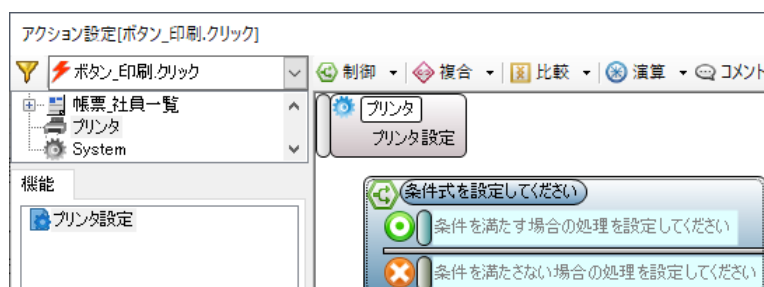 アクション設定[ボタン_印刷.クリック]
ボタン_印刷.クリック
制御 複合 比較 演算 コメント
帳票_社員一覧
プリンタ
System
機能
プリンタ設定
プリンタ
プリンタ設定
条件式を設定してください
条件を満たす場合の処理を設定してください
条件を満たさない場合の処理を設定してください